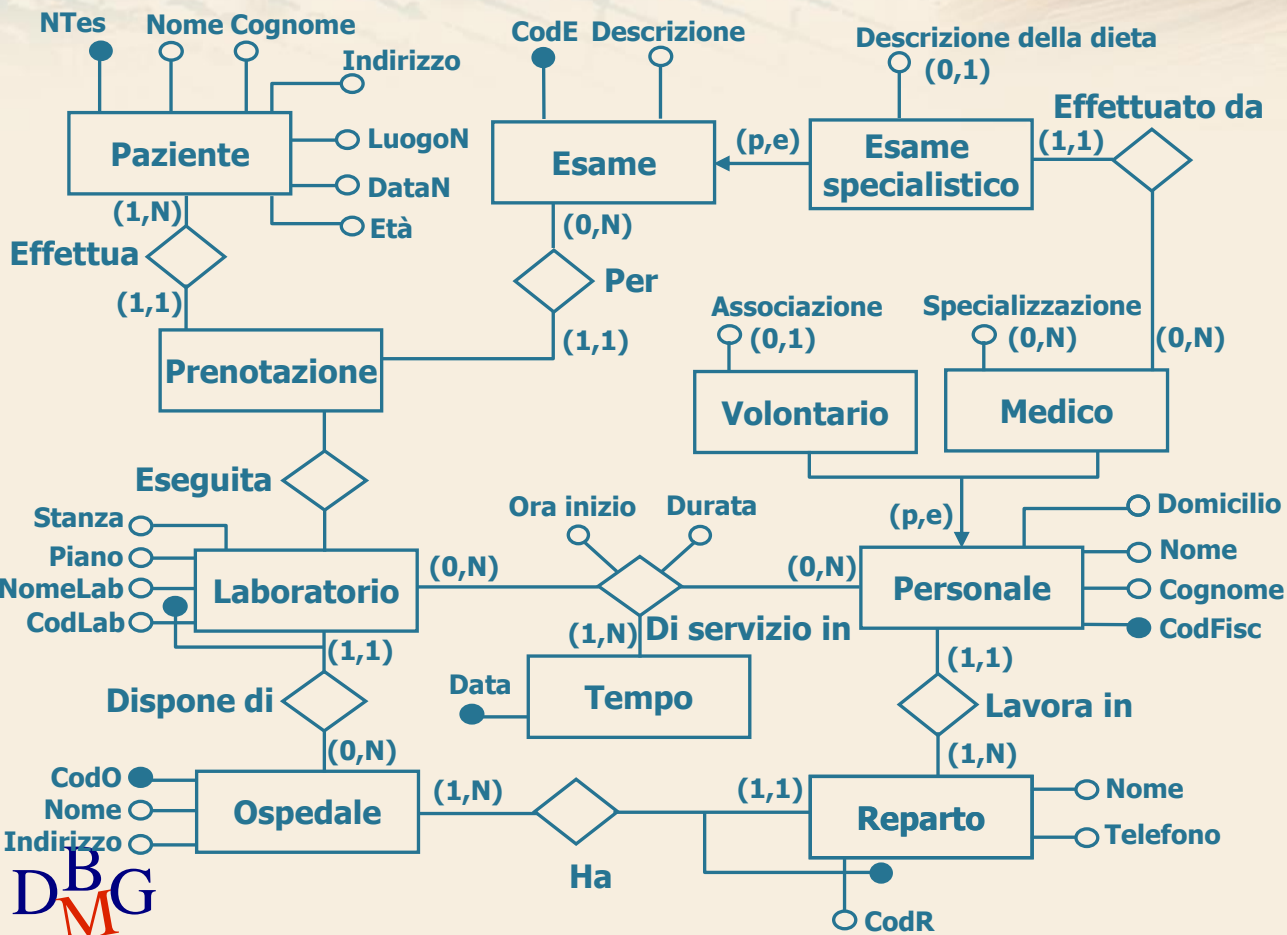 NTes
Nome Cognome
CodE Descrizione
Descrizione della dieta
(0,1)
Indirizzo
Effettuato da
Paziente
LuogoN
DataN
Età
Esame
(p,e)
Esame
specialistico
(1,1)
(1,N)
(0,N)
Effettua
Per
(1,1)
(1,1)
Associazione
(0,1)
Specializzazione
(0,N)
(0,N)
Prenotazione
Volontario
Medico
Eseguita
Stanza
Piano
NomeLab
CodLab
Laboratorio
(0,N)
Ora inizio
Durata
(0,N)
(p,e)
Personale
Domicilio
Nome
Cognome
CodFisc
(1,1)
(1,N)
Di servizio in
(1,1)
Dispone di
Data
Tempo
Lavora in
(0,N)
(1,N)
CodO
Nome
Indirizzo
Ospedale
(1,N)
Ha
(1,1)
Reparto
Nome
Telefono
CodR
DBMG